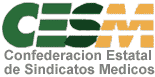 CESM
Confederacion Estatal
de Sindicatos Medicos